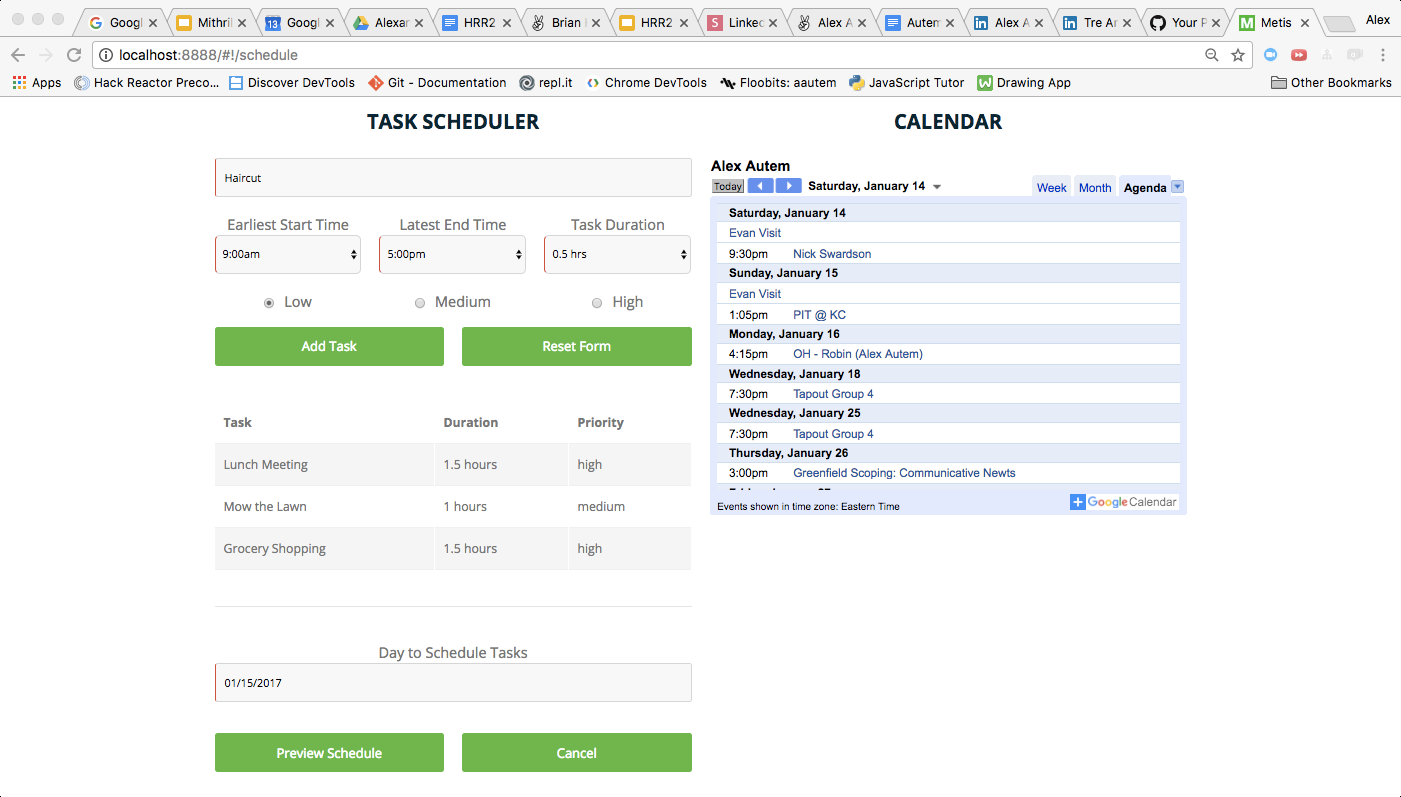 Googl
Mithril
Googl
Alexar
HRR2
Brian
HRR2
Linked
Alex A
Autem
Alex A
Tre Ar
Your P
Metis
Alex
localhost:8888/#!/schedule
Apps
Hack Reactor Preco...
Discover DevTools
Git - Documentation
repl.it
Chrome DevTools
Floobits: aautem
JavaScript Tutor
Drawing App
Other Bookmarks
TASK SCHEDULER
Haircut
Earliest Start Time Latest End Time Task Duration
9:00am 5:00pm 0.5 hrs
Low Medium High
Add Task Reset Form
Task Duration Priority
Lunch Meeting 1.5 hours high
Mow the Lawn 1 hours medium
Grocery Shopping 1.5 hours high
Day to Schedule Tasks
01/15/2017
Preview Schedule Cancel
CALENDAR
Alex Autem
Today Saturday, January 14 Week Month Agenda
Saturday, January 14
Evan Visit
9:30pm Nick Swardson
Sunday, January 15
Evan Visit
1:05pm PIT @ KC
Monday, January 16
4:15pm OH - Robin (Alex Autem)
Wednesday, January 18
7:30pm Tapout Group 4
Wednesday, January 25
7:30pm Tapout Group 4
Thursday, January 26
3:00pm Greenfield Scoping: Communicative Newts
Events shown in time zone: Eastern Time
Google Calendar